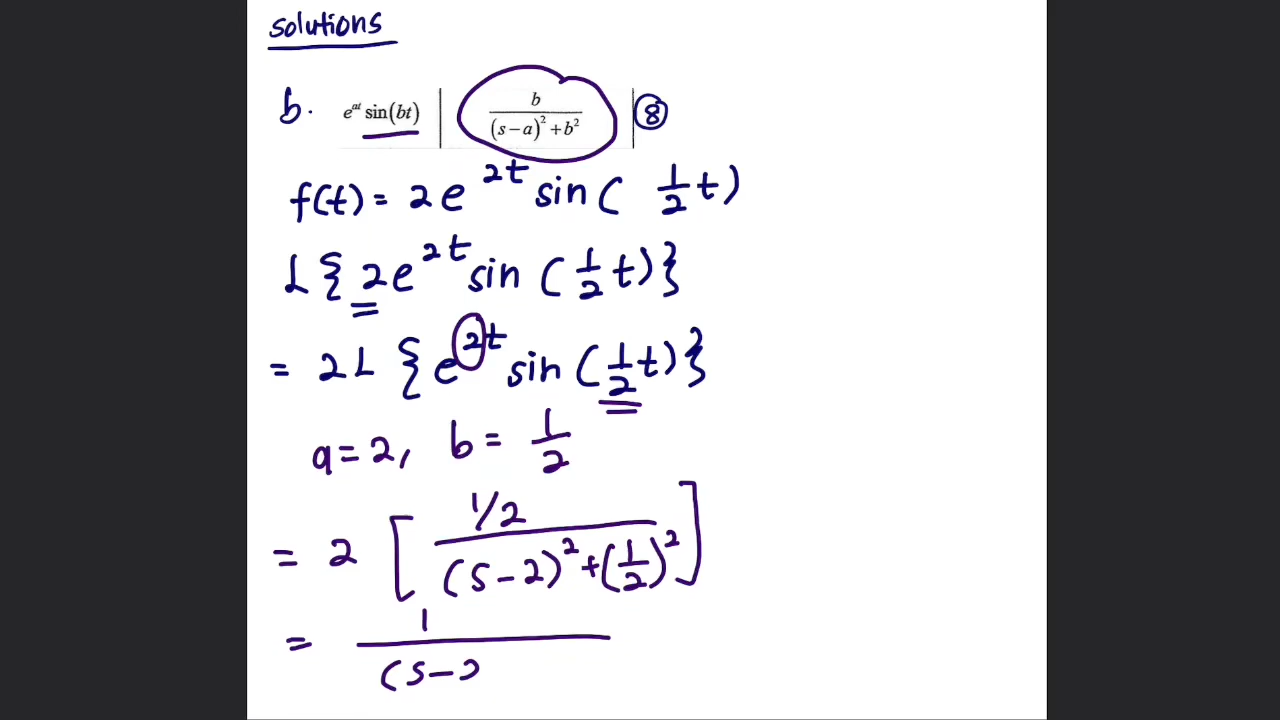 solutions
b. e^{at} sin(bt) | b/((s-a)^2+b^2) | ⑧
f(t) = 2e^{2t} sin( 1/2 t)
L{2e^{2t} sin(1/2 t)}
= 2L {e^{2t} sin(1/2 t)}
a=2, b= 1/2
= 2 [ 1/2 / ((s-2)^2+(1/2)^2) ]
= 1 / (s-2